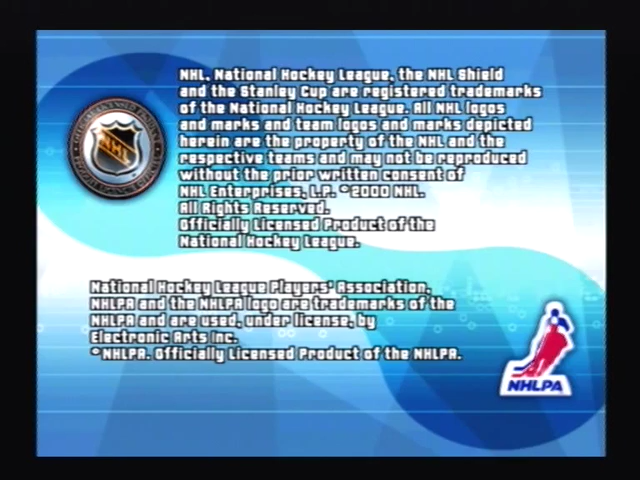 NHL, National Hockey League, the NHL Shield
and the Stanley Cup are registered trademarks
of the National Hockey League. All NHL logos
and marks and team logos and marks depicted
herein are the property of the NHL and the
respective teams and may not be reproduced
without the prior written consent of
NHL Enterprises, L.P. ©2000 NHL.
All Rights Reserved.
Officially Licensed Product of the
National Hockey League.
NHL
National Hockey League Players' Association,
NHLPA and the NHLPA logo are trademarks of the
NHLPA and are used, under license, by
Electronic Arts Inc.
©NHLPA. Officially Licensed Product of the NHLPA.
NHLPA